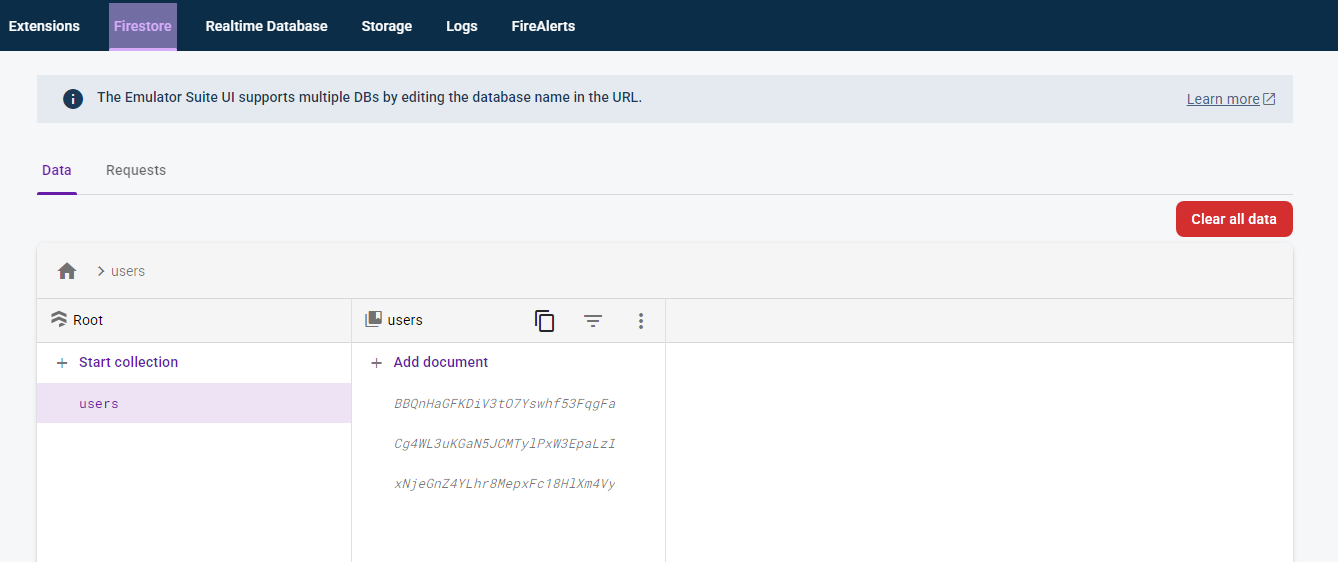 Extensions Firestore Realtime Database Storage Logs FireAlerts
The Emulator Suite UI supports multiple DBs by editing the database name in the URL. Learn more
Data Requests
Clear all data
users
Root users
Start collection Add document
users BBQnHaGFKDiV3tO7Yswhf53FqgFa
Cg4WL3uKGaN5JCMTylPxW3EpaLzI
xNjeGnZ4YLhr8MepxFc18HlXm4Vy